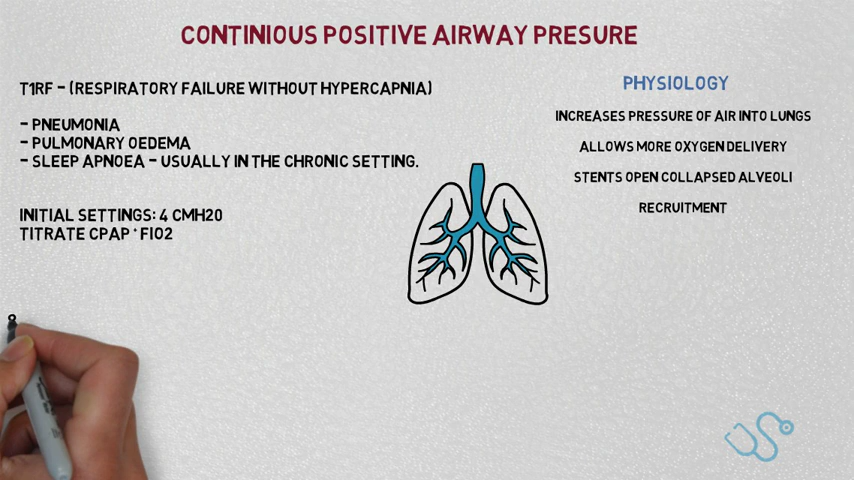 CONTINIOUS POSITIVE AIRWAY PRESURE
T1RF - (RESPIRATORY FAILURE WITHOUT HYPERCAPNIA)
- PNEUMONIA
- PULMONARY OEDEMA
- SLEEP APNOEA - USUALLY IN THE CHRONIC SETTING.
INITIAL SETTINGS: 4 CMH20
TITRATE CPAP + FIO2
PHYSIOLOGY
INCREASES PRESSURE OF AIR INTO LUNGS
ALLOWS MORE OXYGEN DELIVERY
STENTS OPEN COLLAPSED ALVEOLI
RECRUITMENT